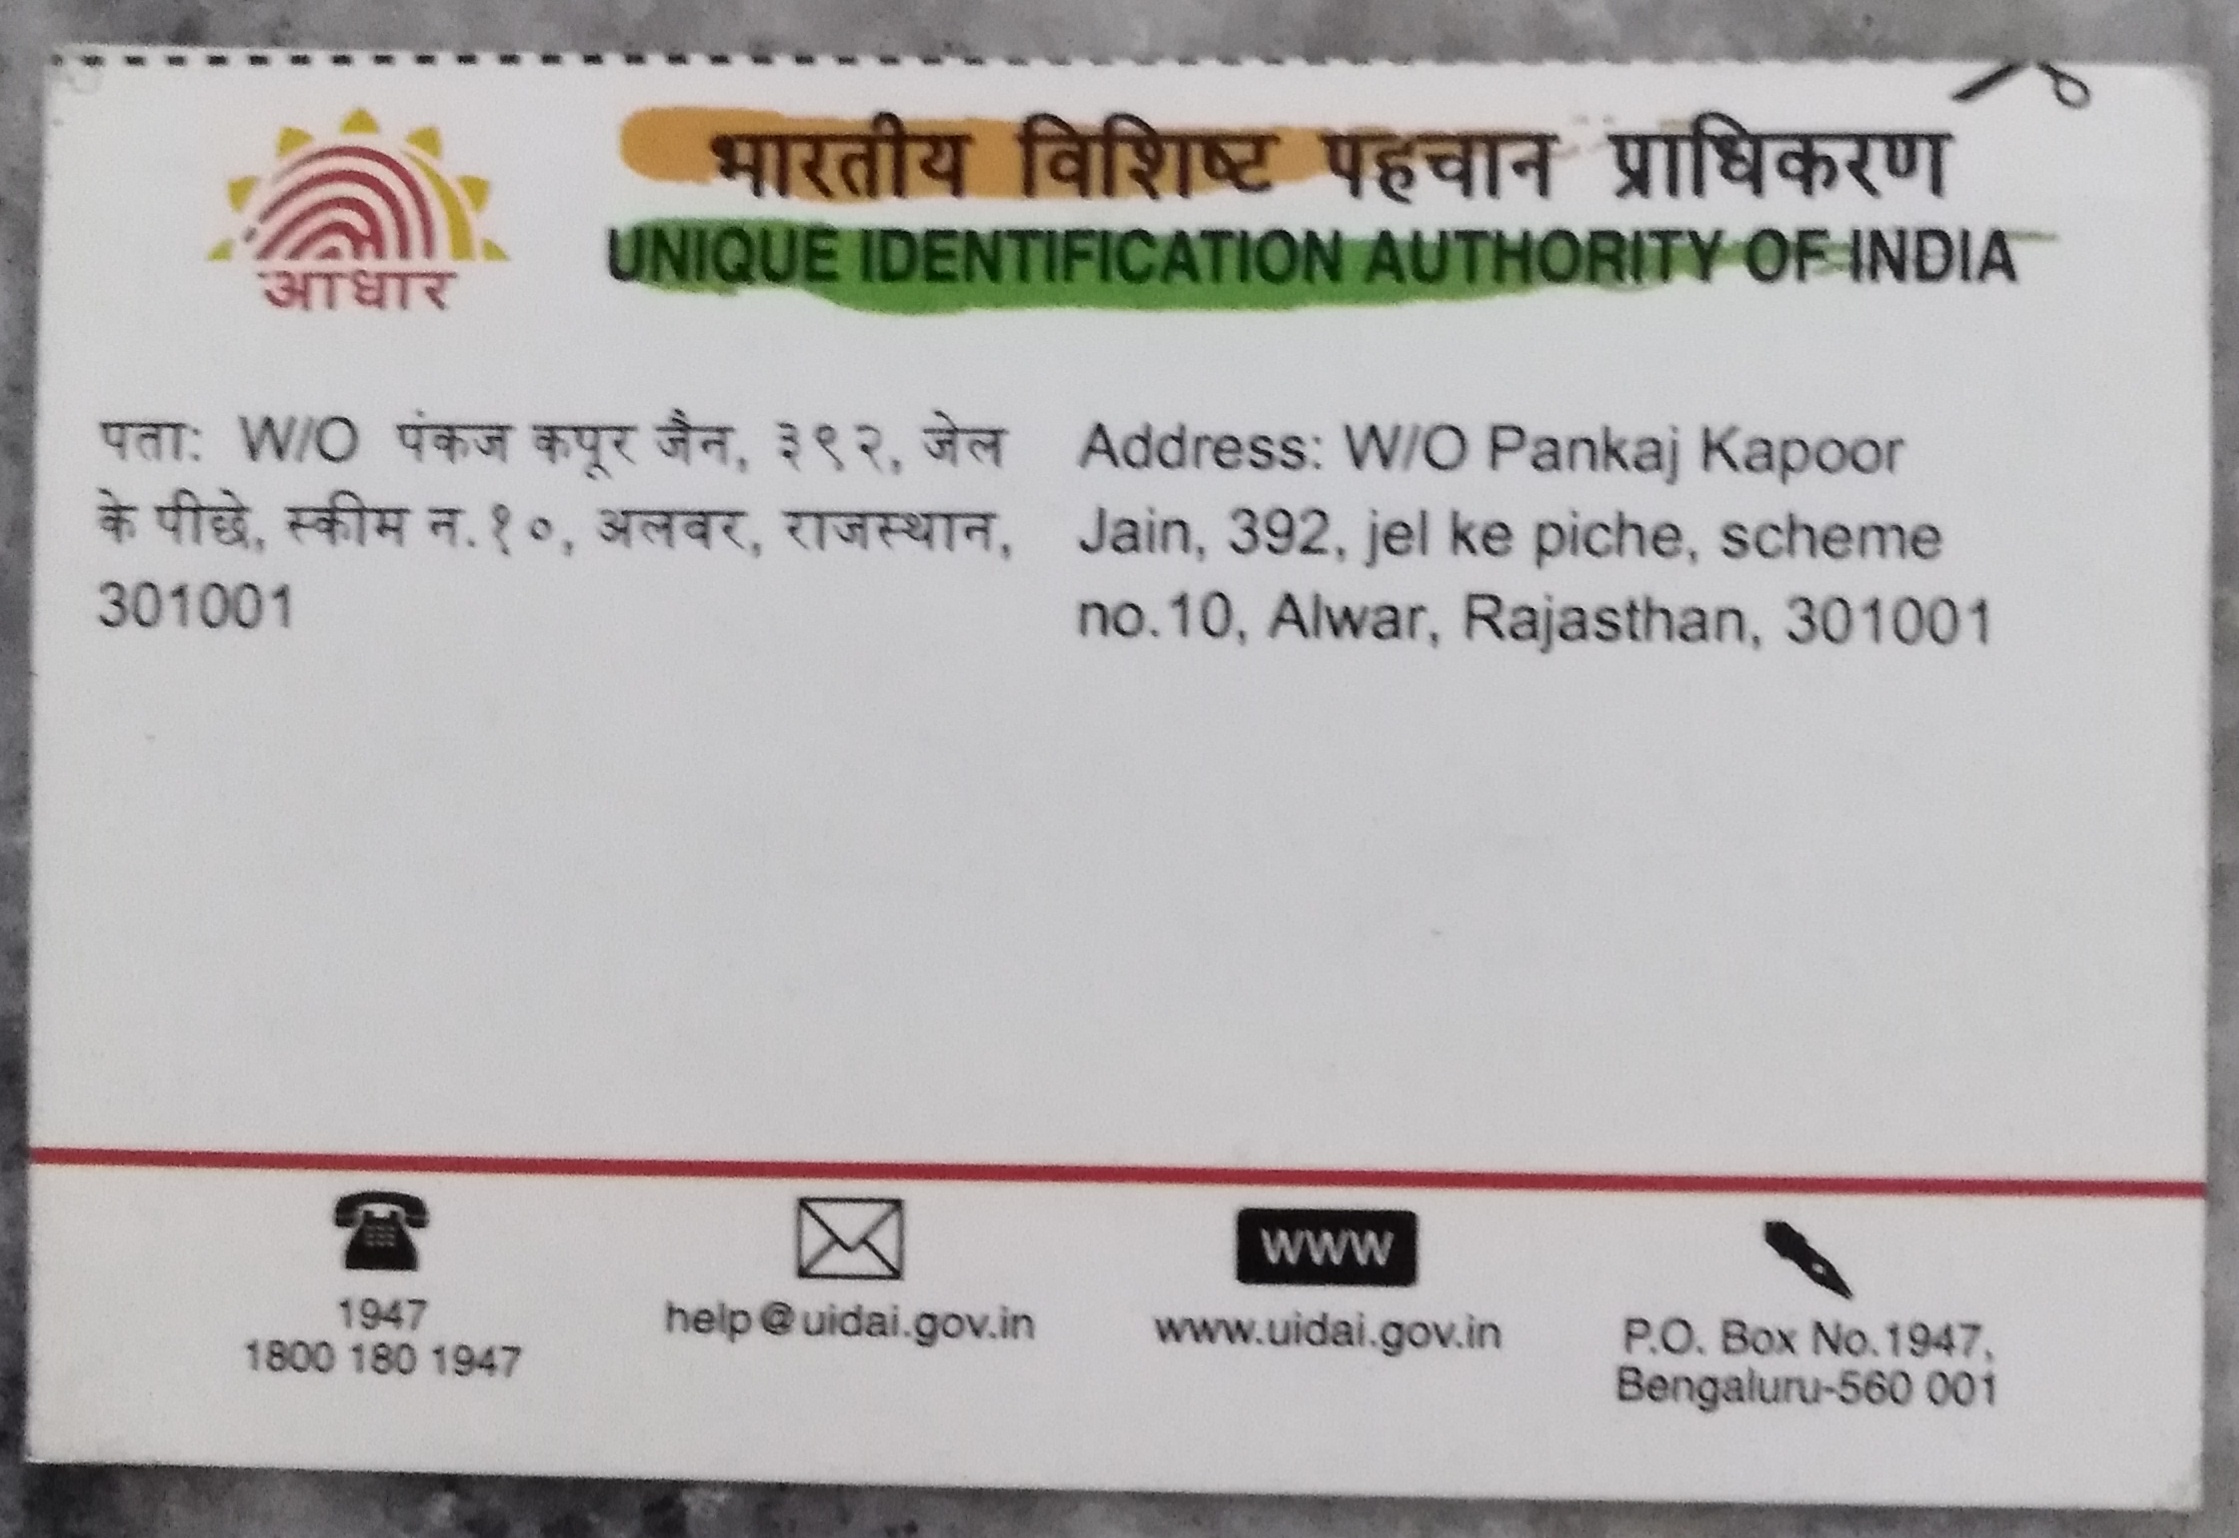 आधार
भारतीय विशिष्ट पहचान प्राधिकरण
UNIQUE IDENTIFICATION AUTHORITY OF INDIA
पता: W/O पंकज कपूर जैन, ३९२, जेल
के पीछे, स्कीम न.१०, अलवर, राजस्थान,
301001
Address: W/O Pankaj Kapoor
Jain, 392, jel ke piche, scheme
no.10, Alwar, Rajasthan, 301001
1947
1800 180 1947
help@uidai.gov.in
www
www.uidai.gov.in
P.O. Box No.1947,
Bengaluru-560 001